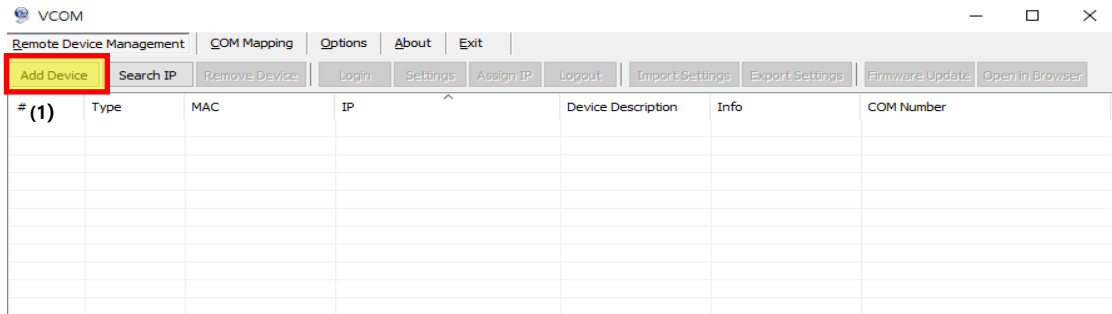 VCOM
Remote Device Management COM Mapping Options About Exit
Add Device Search IP Remove Device Login Settings Assign IP Logout Import Settings Export Settings Firmware Update Open in Browser
# (1) Type MAC IP Device Description Info COM Number